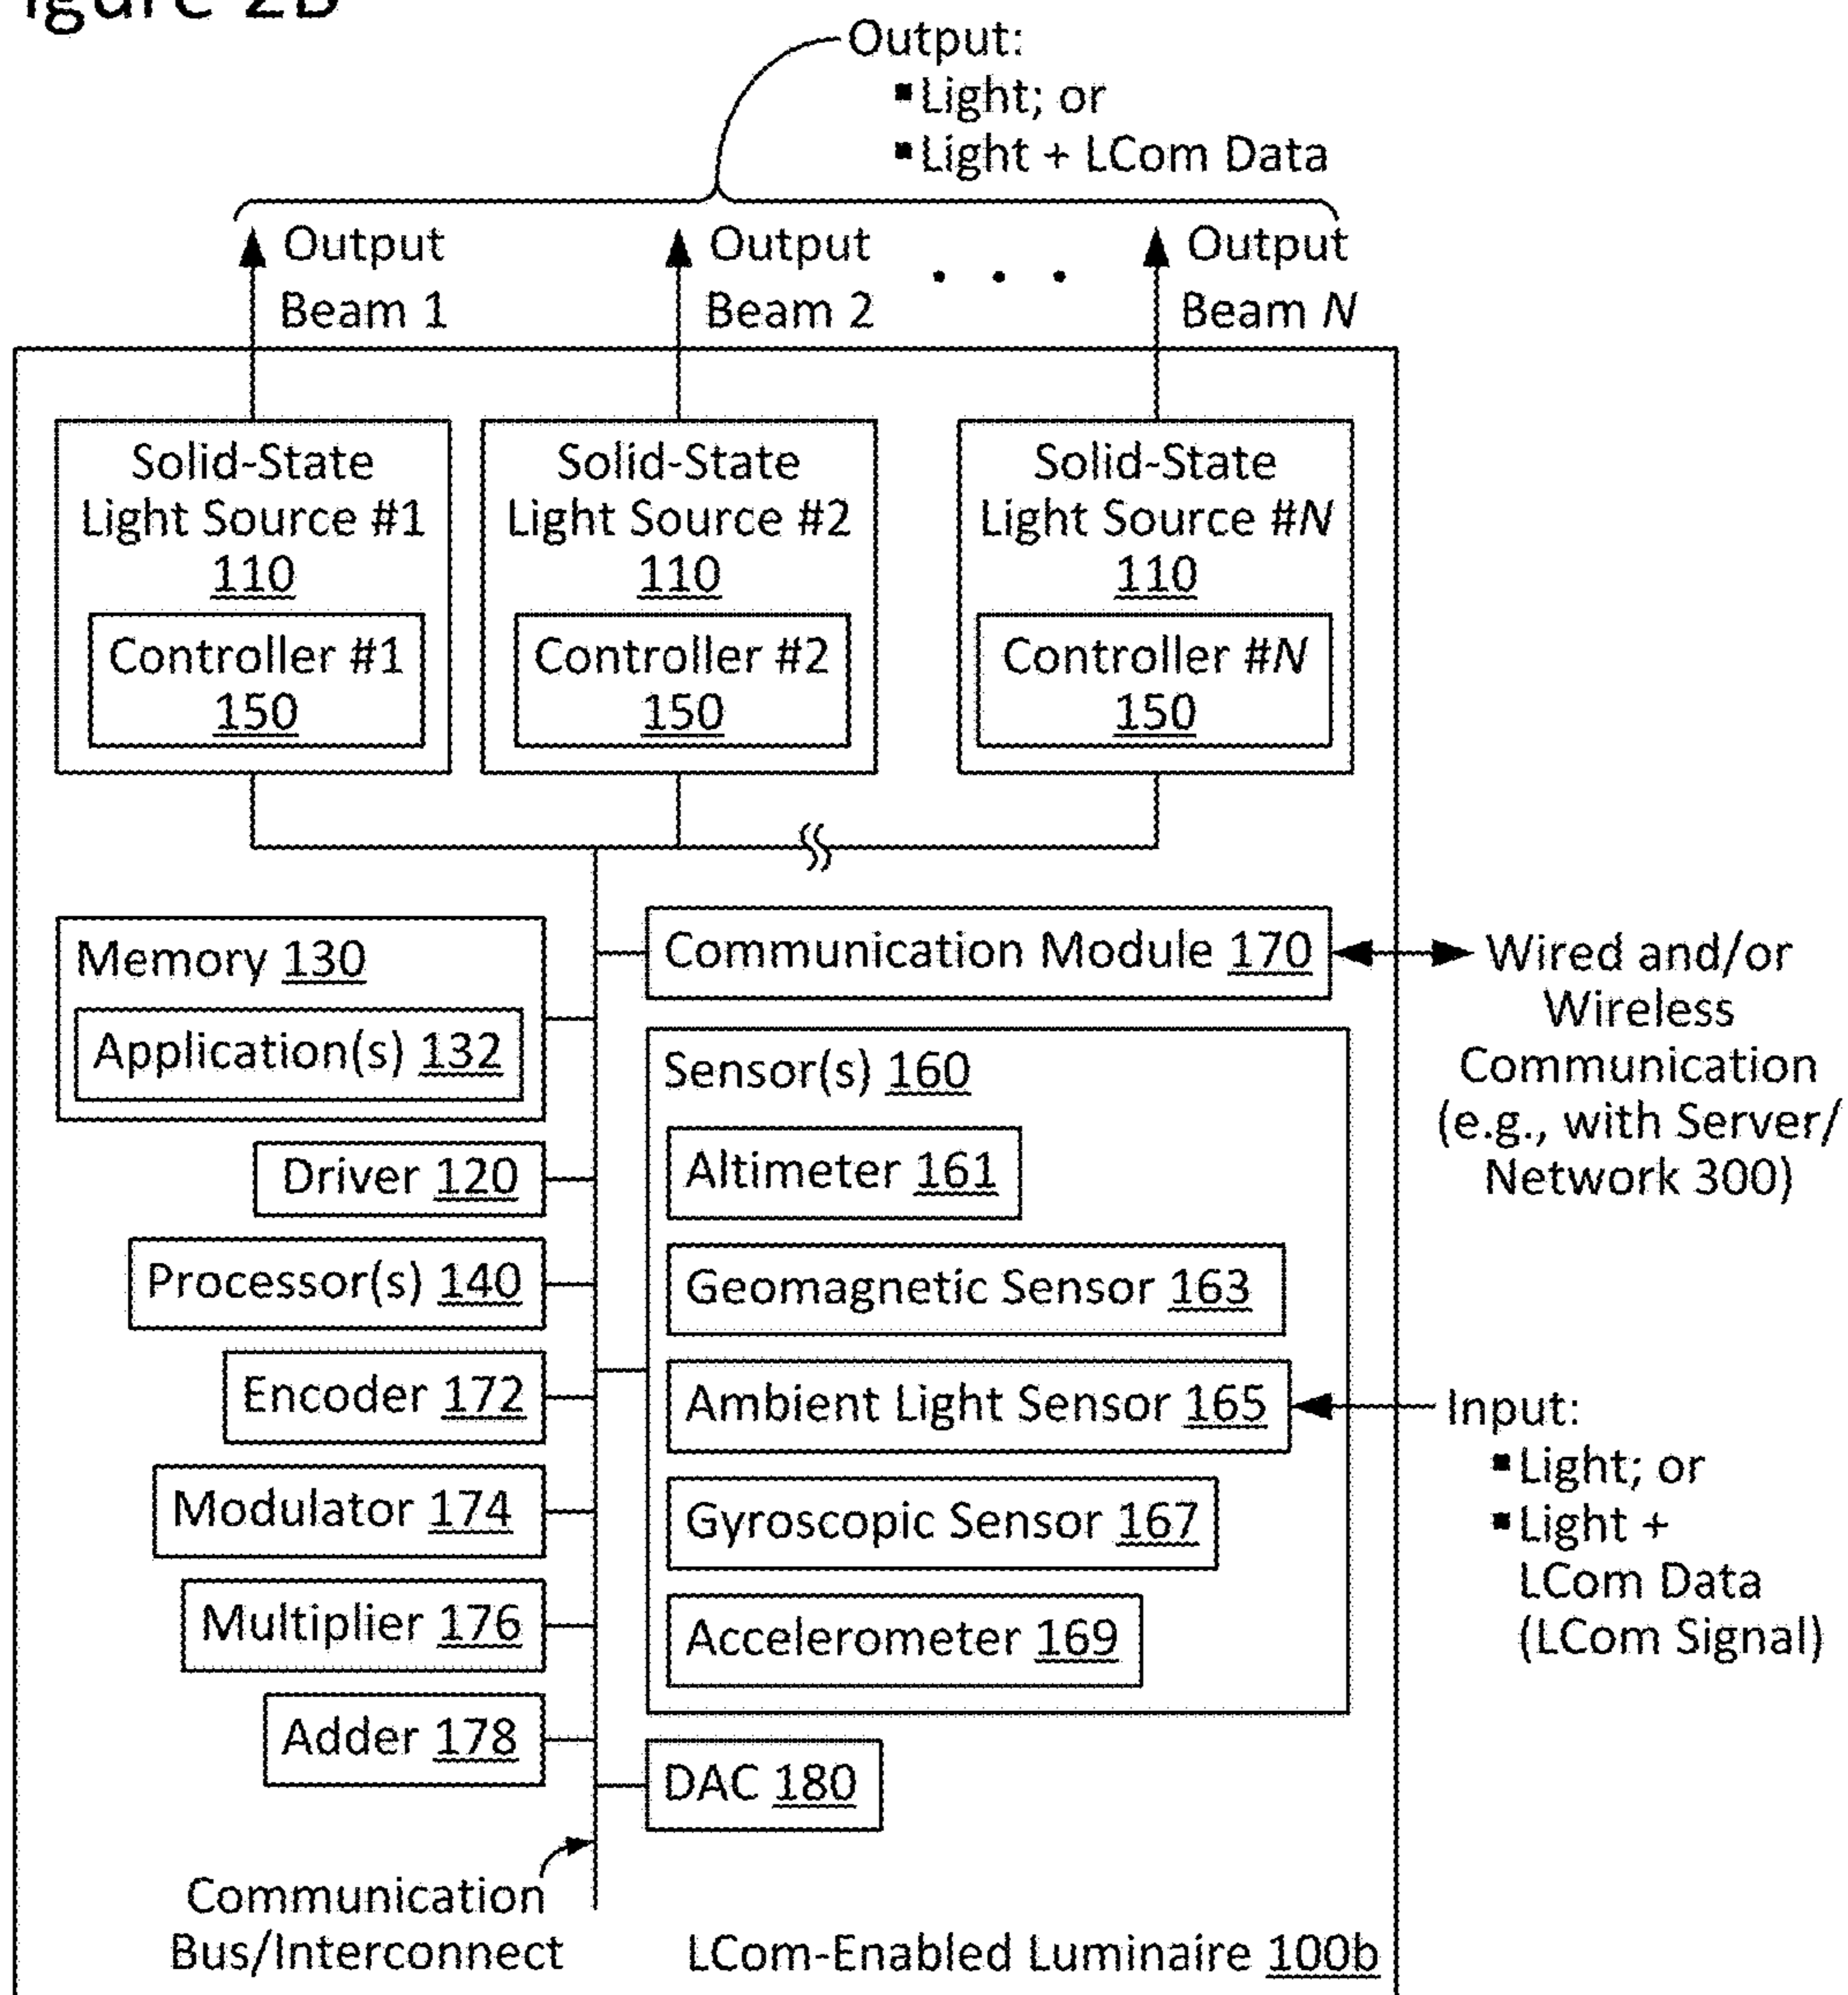 igure 2B
Output:
▪ Light; or
▪ Light + LCom Data
Output
Beam 1
Output
Beam 2
. . .
Output
Beam N
Solid-State
Light Source #1
110
Controller #1
150
Solid-State
Light Source #2
110
Controller #2
150
Solid-State
Light Source #N
110
Controller #N
150
Memory 130
Application(s) 132
Driver 120
Processor(s) 140
Encoder 172
Modulator 174
Multiplier 176
Adder 178
Communication Module 170
Sensor(s) 160
Altimeter 161
Geomagnetic Sensor 163
Ambient Light Sensor 165
Gyroscopic Sensor 167
Accelerometer 169
DAC 180
Wired and/or
Wireless
Communication
(e.g., with Server/
Network 300)
Input:
▪ Light; or
▪ Light +
LCom Data
(LCom Signal)
Communication
Bus/Interconnect
LCom-Enabled Luminaire 100b